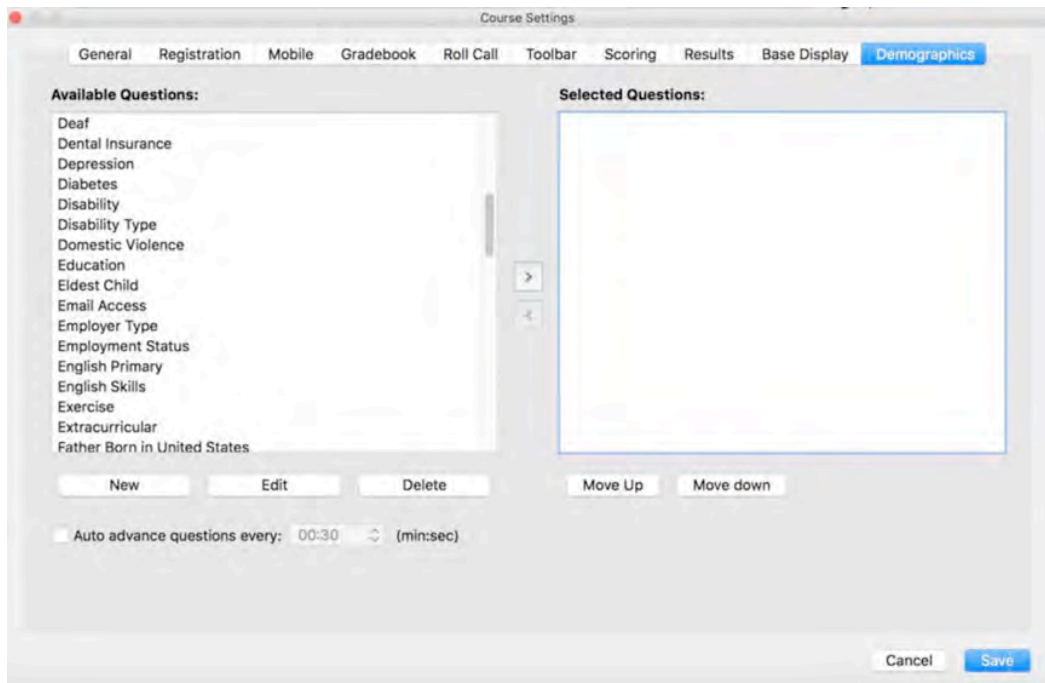 Course Settings
General Registration Mobile Gradebook Roll Call Toolbar Scoring Results Base Display Demographics
Available Questions:
Deaf
Dental Insurance
Depression
Diabetes
Disability
Disability Type
Domestic Violence
Education
Eldest Child
Email Access
Employer Type
Employment Status
English Primary
English Skills
Exercise
Extracurricular
Father Born in United States
New Edit Delete
Auto advance questions every: 00:30 (min:sec)
Selected Questions:
>
<
Move Up Move down
Cancel Save